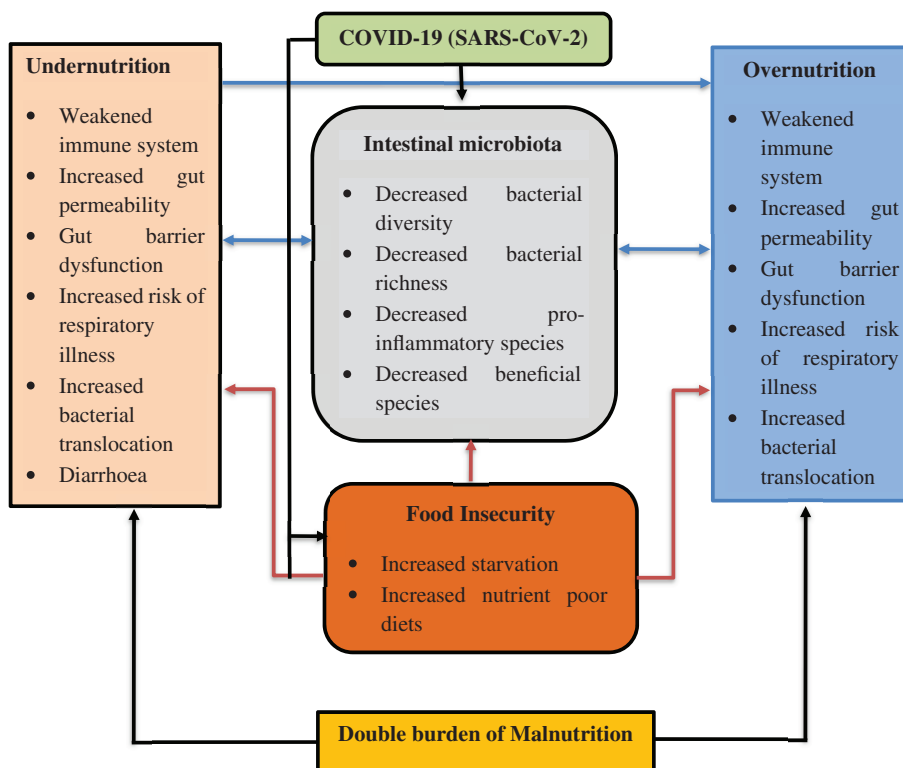 COVID-19 (SARS-CoV-2)
Undernutrition
• Weakened
immune system
• Increased gut
permeability
• Gut barrier
dysfunction
• Increased risk of
respiratory
illness
• Increased
bacterial
translocation
• Diarrhoea
Intestinal microbiota
• Decreased bacterial
diversity
• Decreased bacterial
richness
• Decreased pro-
inflammatory species
• Decreased beneficial
species
Overnutrition
• Weakened
immune
system
• Increased gut
permeability
• Gut barrier
dysfunction
• Increased risk
of respiratory
illness
• Increased
bacterial
translocation
Food Insecurity
• Increased starvation
• Increased nutrient poor
diets
Double burden of Malnutrition